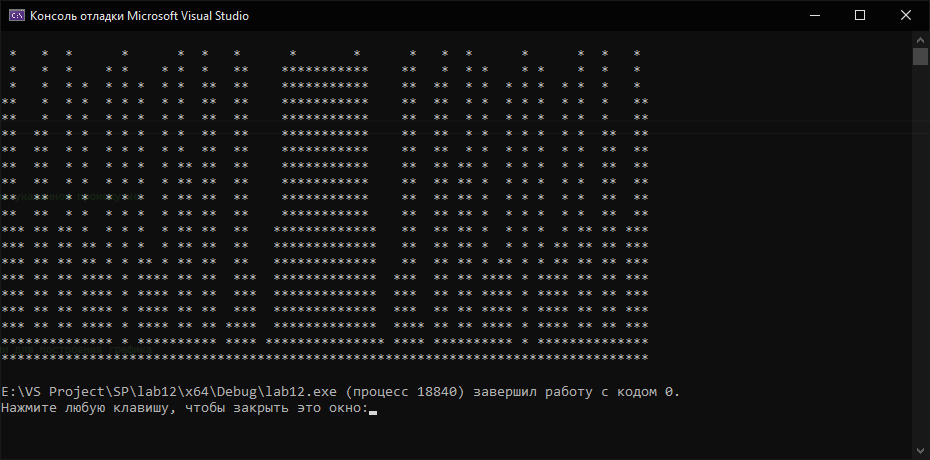 Консоль отладки Microsoft Visual Studio
E:\VS Project\SP\lab12\x64\Debug\lab12.exe (процесс 18840) завершил работу с кодом 0.
Нажмите любую клавишу, чтобы закрыть это окно: